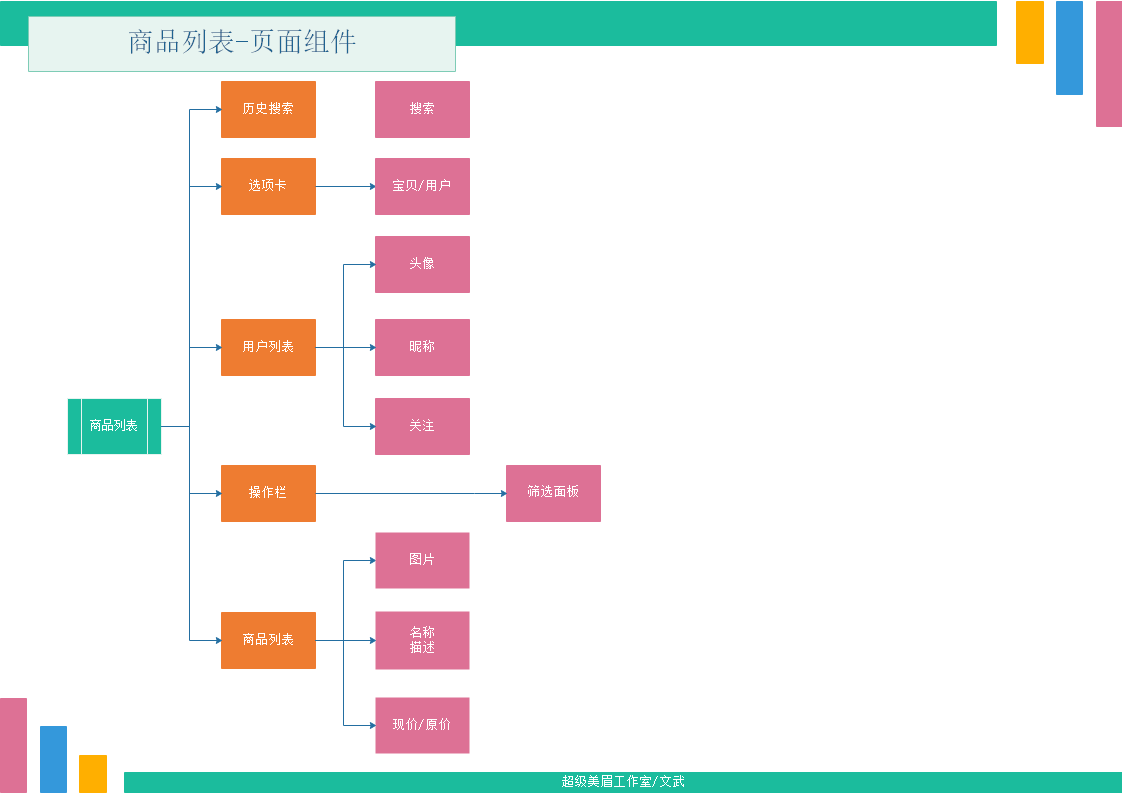 商品列表-页面组件
历史搜索
搜索
选项卡
宝贝/用户
头像
用户列表
昵称
商品列表
关注
操作栏
筛选面板
图片
商品列表
名称
描述
现价/原价
超级美眉工作室/文武